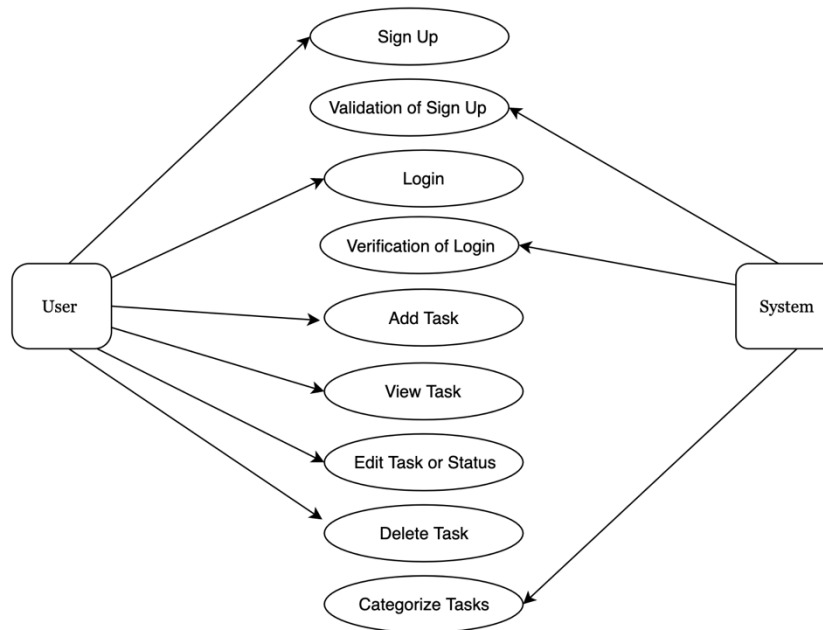 Sign Up
Validation of Sign Up
Login
Verification of Login
User
System
Add Task
View Task
Edit Task or Status
Delete Task
Categorize Tasks